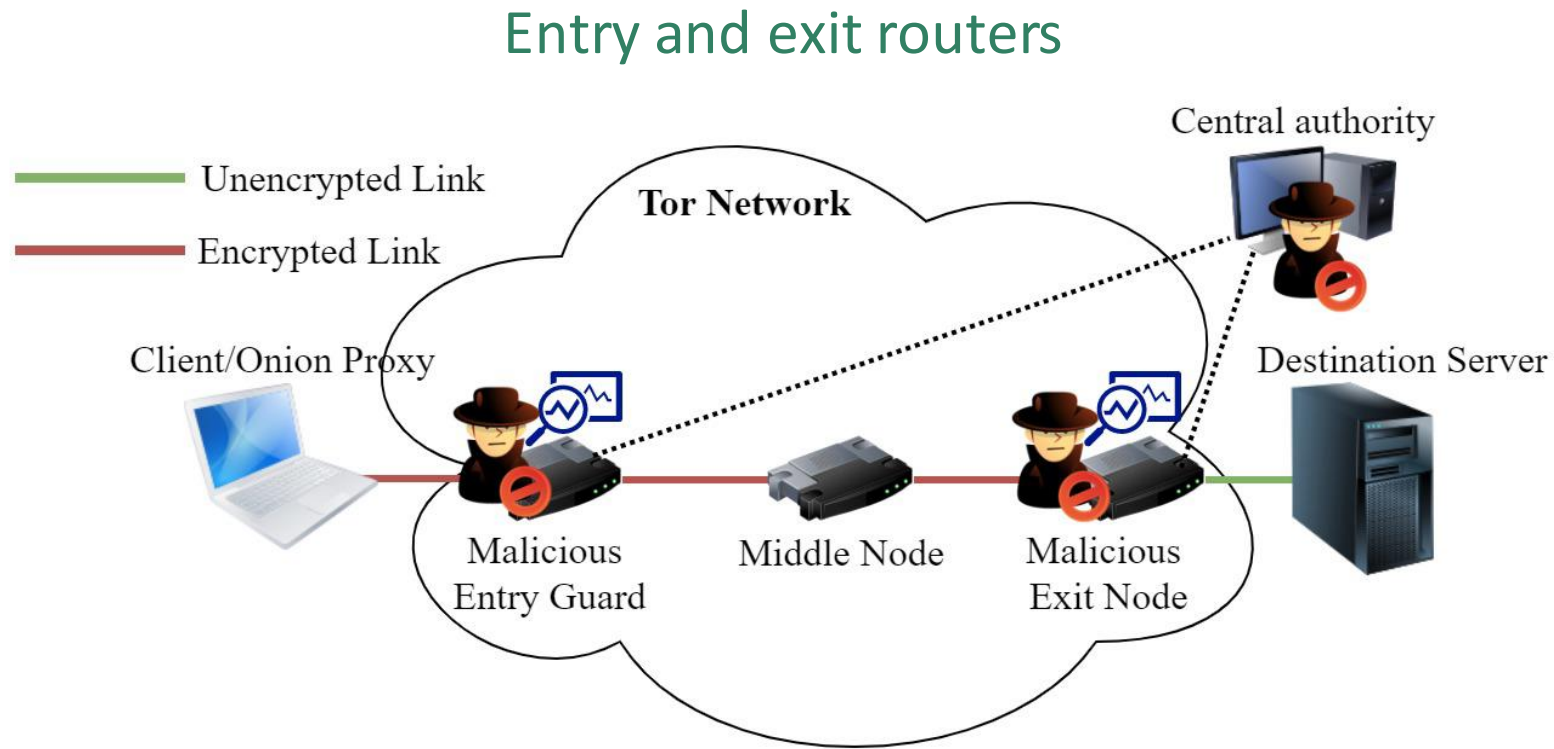 Entry and exit routers
Central authority
Unencrypted Link
Tor Network
Encrypted Link
Client/Onion Proxy
Destination Server
Malicious
Entry Guard
Middle Node
Malicious
Exit Node